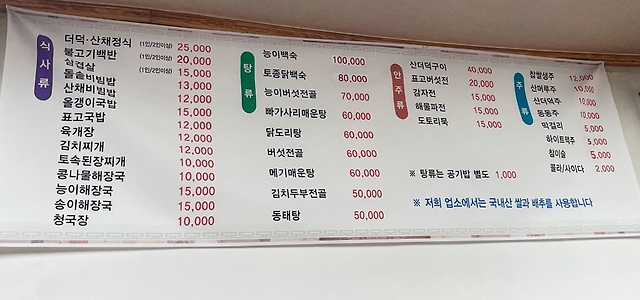 식사류
더덕·산채정식 (1인/2인이상) 25,000
불고기백반 (1인/2인이상) 20,000
삼겹살 (1인/2인이상) 15,000
돌솥비빔밥 13,000
산채비빔밥 12,000
올갱이국밥 12,000
표고국밥 15,000
육개장 12,000
김치찌개 12,000
토속된장찌개 10,000
콩나물해장국 10,000
능이해장국 15,000
송이해장국 15,000
청국장 10,000
탕류
능이백숙 100,000
토종닭백숙 80,000
능이버섯전골 70,000
빠가사리매운탕 60,000
닭도리탕 60,000
버섯전골 60,000
메기매운탕 60,000
김치두부전골 50,000
동태탕 50,000
안주류
산더덕구이 40,000
표고버섯전 20,000
감자전 15,000
해물파전 15,000
도토리묵 15,000
주류
찹쌀생주 12,000
산머루주 10,000
산더덕주 10,000
동동주 10,000
막걸리 5,000
하이트맥주 5,000
참이슬 5,000
콜라/사이다 2,000
※ 탕류는 공기밥 별도 1,000
※ 저희 업소에서는 국내산 쌀과 배추를 사용합니다